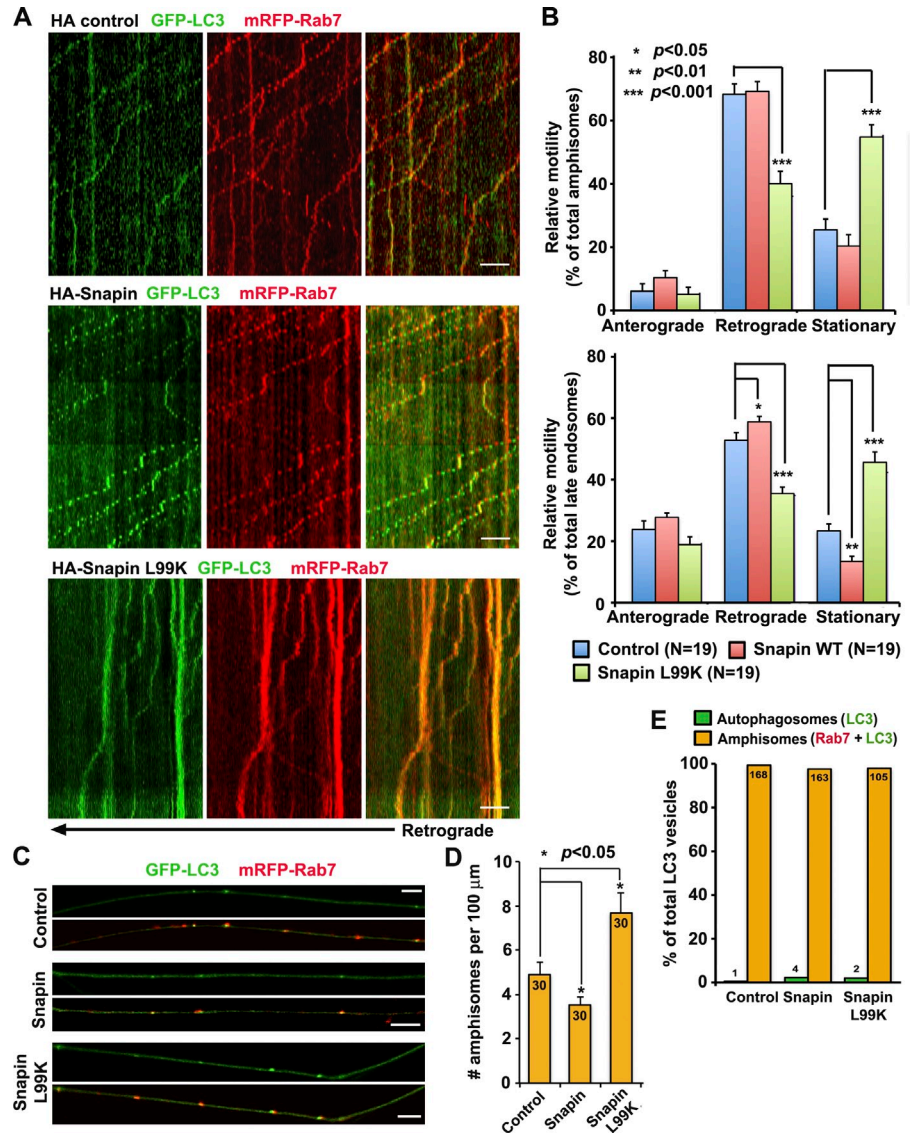 A
HA control GFP-LC3 mRFP-Rab7
HA-Snapin GFP-LC3 mRFP-Rab7
HA-Snapin L99K GFP-LC3 mRFP-Rab7
Retrograde
B
* p<0.05
** p<0.01
*** p<0.001
Relative motility
(% of total amphisomes)
80
60
40
20
0
***
***
Anterograde Retrograde Stationary
Relative motility
(% of total late endosomes)
80
60
40
20
0
*
***
**
***
Anterograde Retrograde Stationary
Control (N=19) Snapin WT (N=19)
Snapin L99K (N=19)
C
GFP-LC3 mRFP-Rab7
Control
Snapin
Snapin
L99K
D
* p<0.05
# amphisomes per 100 μm
10
8
6
4
2
0
30
*
30
*
30
Control
Snapin
Snapin
L99K
E
Autophagosomes (LC3)
Amphisomes (Rab7 + LC3)
% of total LC3 vesicles
100
80
60
40
20
0
168
163
105
1
4
2
Control Snapin Snapin
L99K